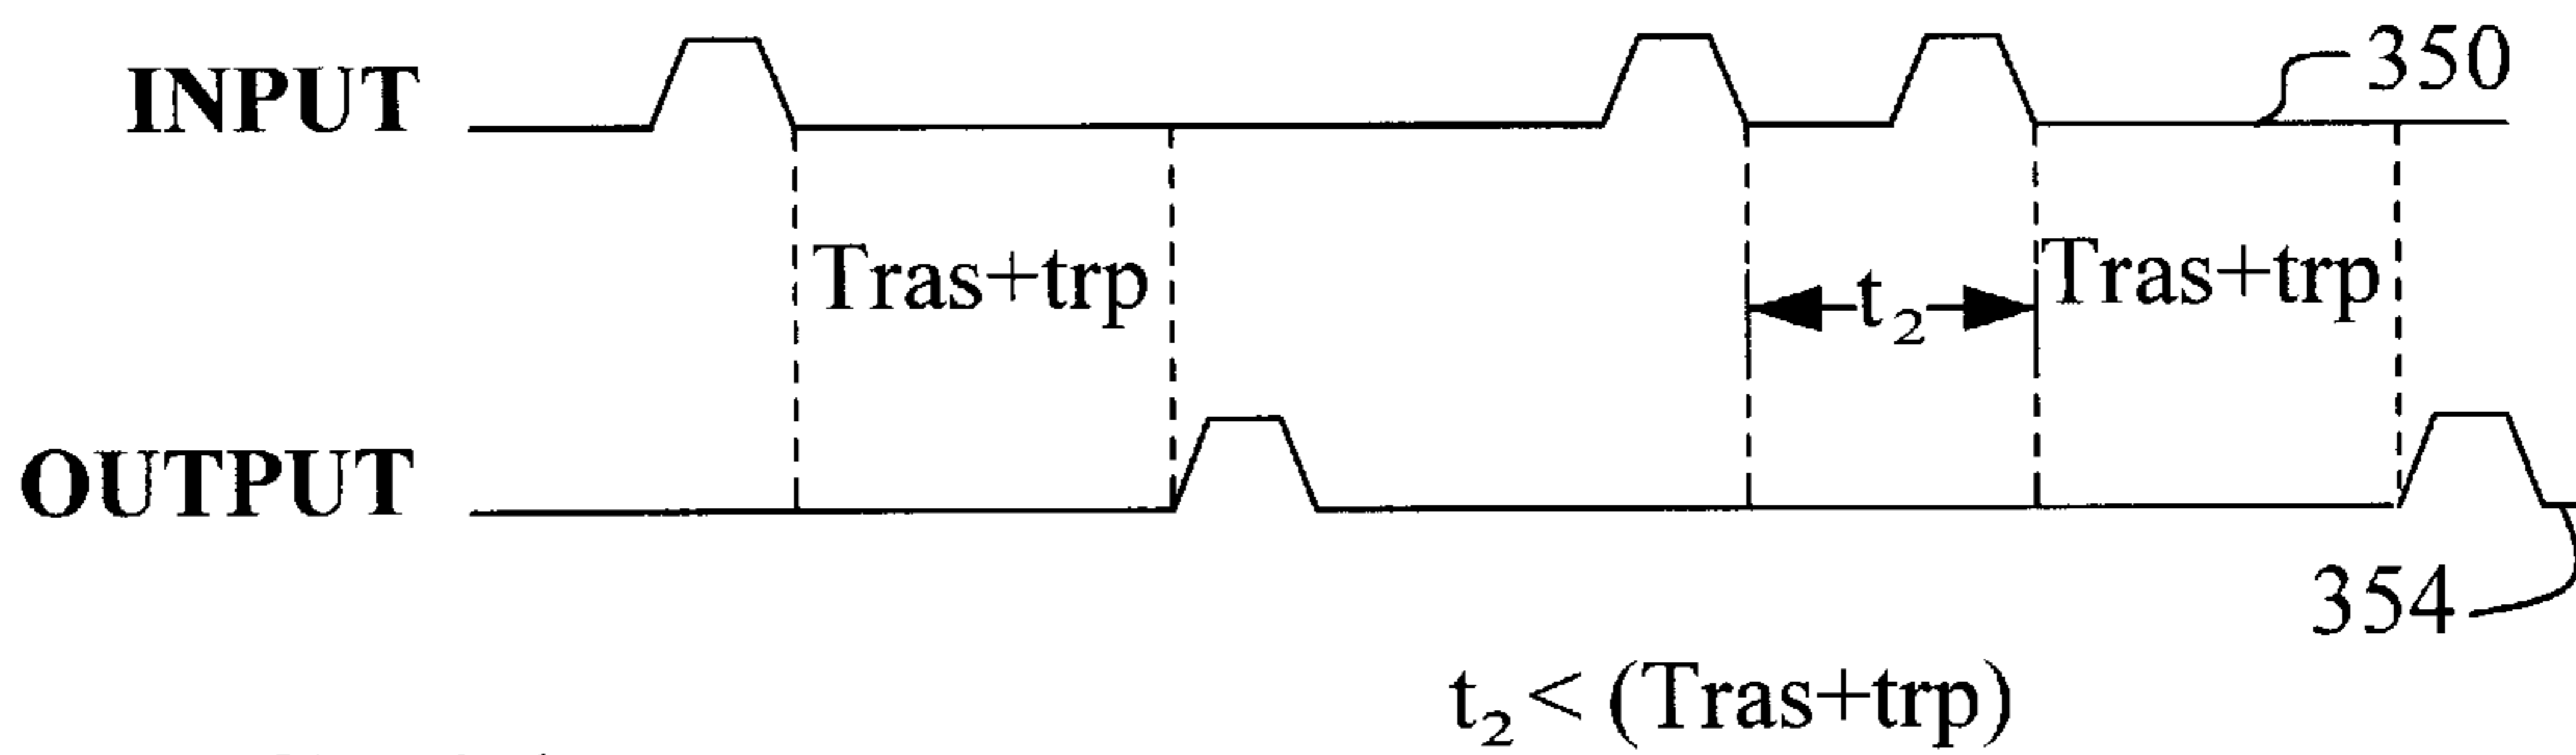 INPUT
350
Tras+trp
t₂
Tras+trp
OUTPUT
354
t₂ < (Tras+trp)